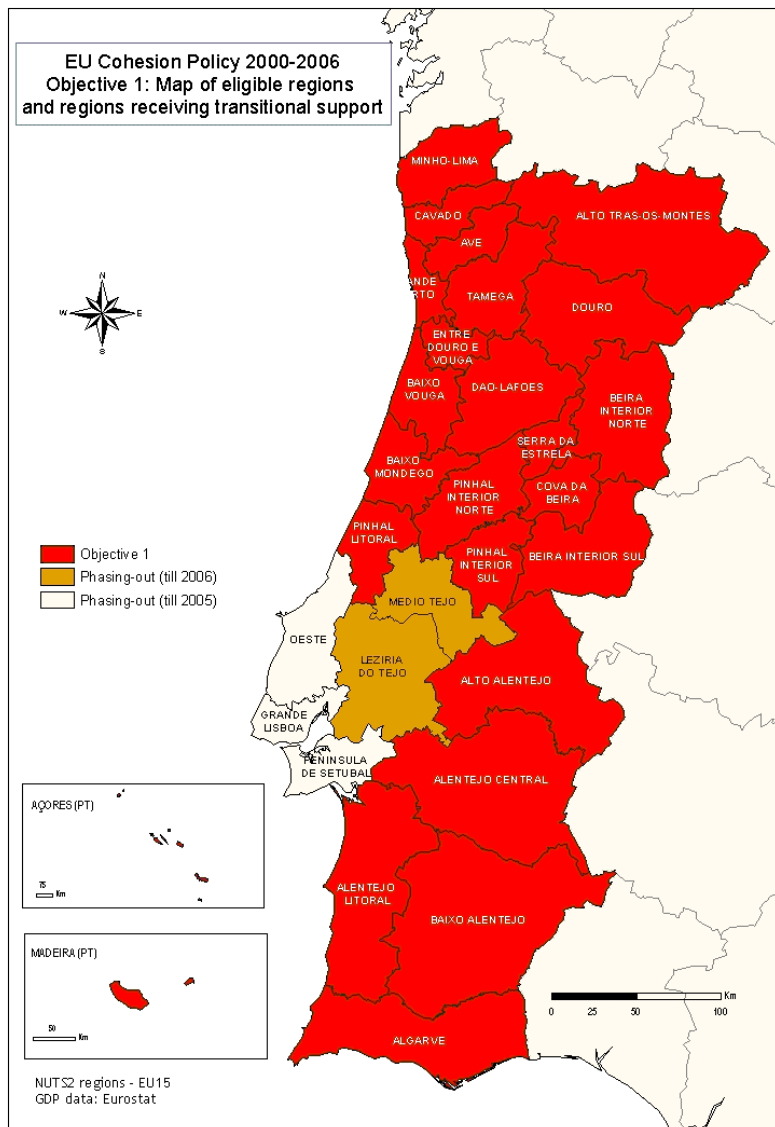 EU Cohesion Policy 2000-2006
Objective 1: Map of eligible regions
and regions receiving transitional support
MINHO-LIMA
CAVADO
ALTO TRAS-OS-MONTES
AVE
ANDE
RTO
TAMEGA
DOURO
N
W
E
S
ENTRE
DOURO E
VOUGA
BAIXO
VOUGA
DAO-LAFOES
BEIRA
INTERIOR
NORTE
SERRA DA
ESTRELA
BAIXO
MONDEGO
PINHAL
INTERIOR
NORTE
COVA DA
BEIRA
PINHAL
LITORAL
PINHAL
INTERIOR
SUL
BEIRA INTERIOR SUL
Objective 1
Phasing-out (till 2006)
Phasing-out (till 2005)
MEDIO TEJO
OESTE
LEZIRIA
DO TEJO
ALTO ALENTEJO
GRANDE
LISBOA
PENINSULA
DE SETUBAL
ALENTEJO CENTRAL
AÇORES (PT)
75
Km
ALENTEJO
LITORAL
BAIXO ALENTEJO
MADEIRA (PT)
50
Km
Km
0 25 50 100
ALGARVE
NUTS2 regions - EU15
GDP data: Eurostat